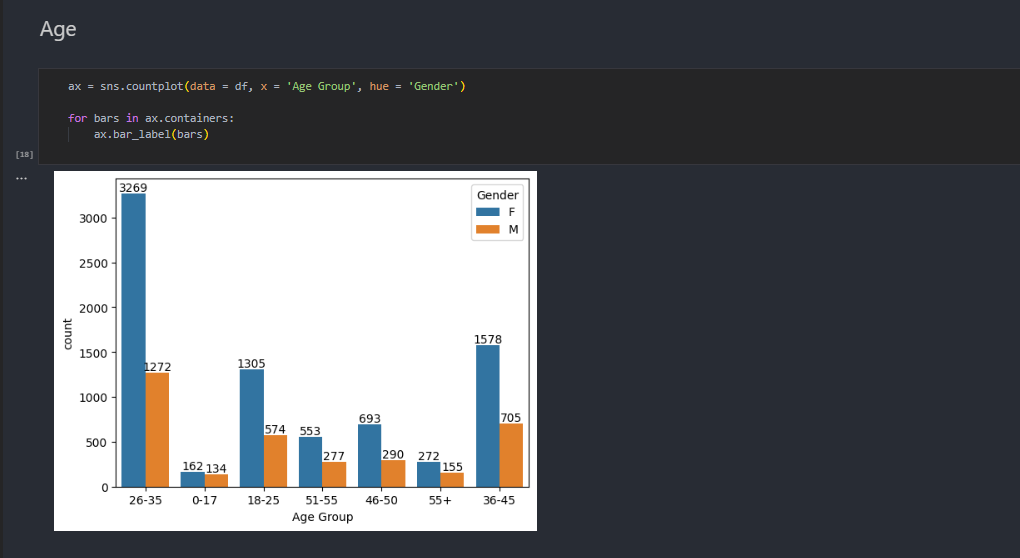 Age
ax = sns.countplot(data = df, x = 'Age Group', hue = 'Gender')
for bars in ax.containers:
ax.bar_label(bars)
[18]
...
3269
1272
162
134
1305
574
553
277
693
290
272
155
1578
705
Gender
F
M
3000
2500
2000
1500
1000
500
0
count
26-35 0-17 18-25 51-55 46-50 55+ 36-45
Age Group